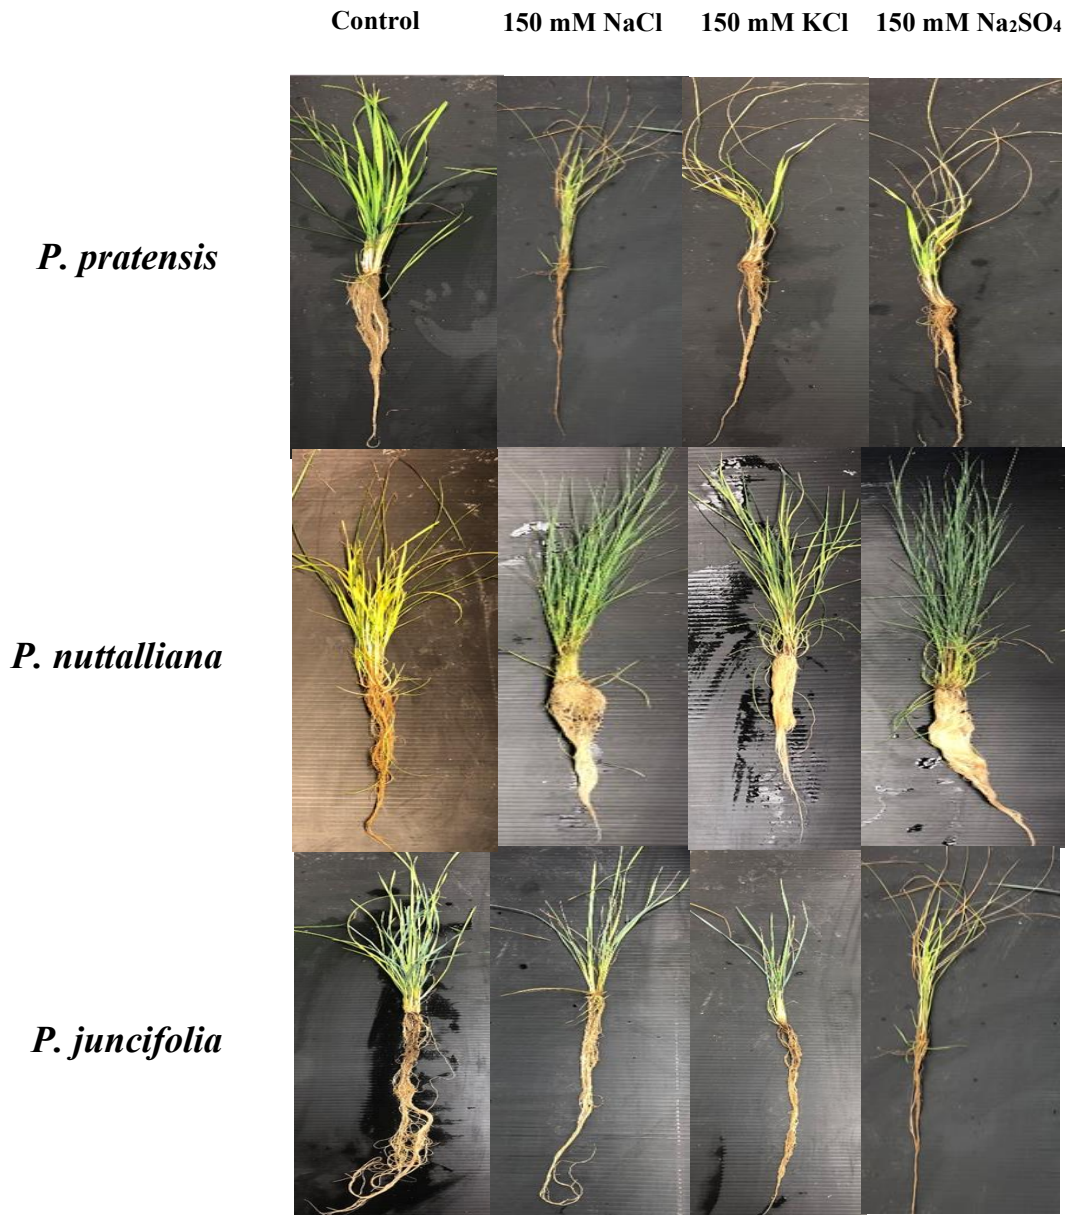 Control 150 mM NaCl 150 mM KCl 150 mM Na₂SO₄
P. pratensis
P. nuttalliana
P. juncifolia